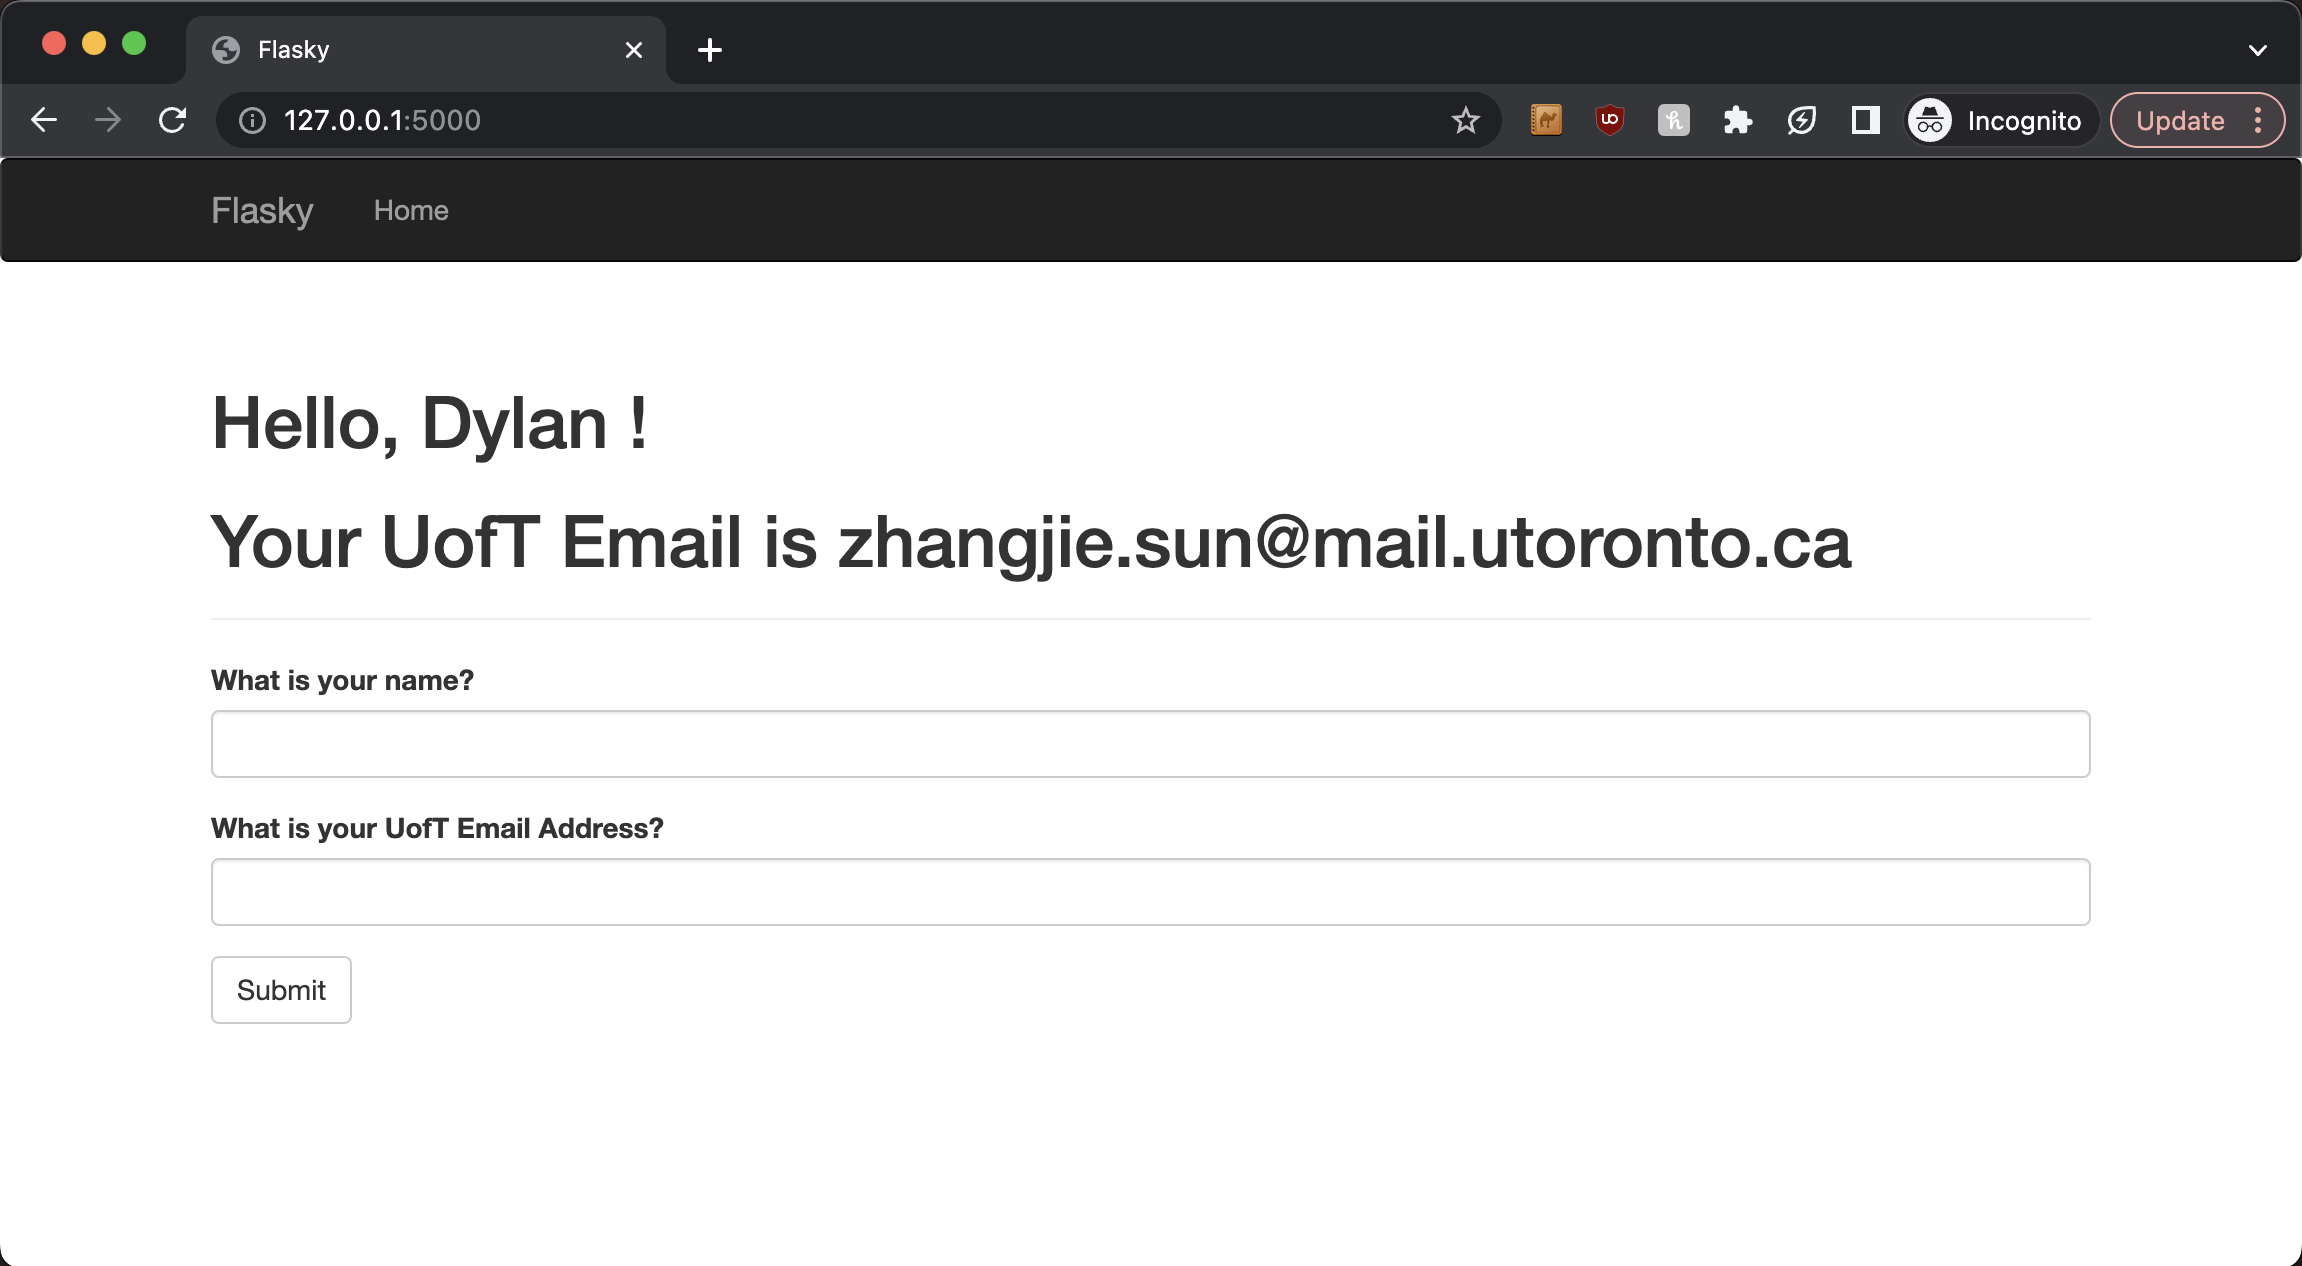 Flasky
127.0.0.1:5000
Incognito
Update
Flasky
Home
Hello, Dylan !
Your UofT Email is zhangjie.sun@mail.utoronto.ca
What is your name?
What is your UofT Email Address?
Submit